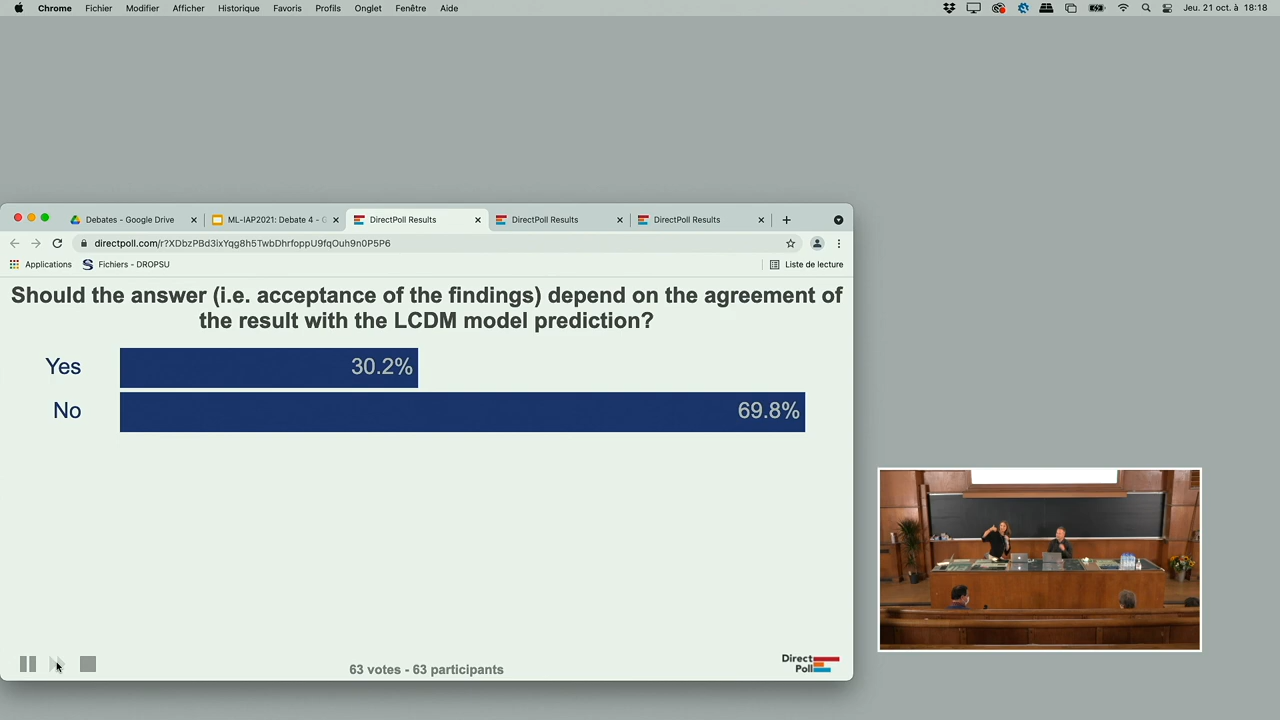 Chrome Fichier Modifier Afficher Historique Favoris Profils Onglet Fenêtre Aide Jeu. 21 oct. à 18:18
Debates - Google Drive ML-IAP2021: Debate 4 - G DirectPoll Results DirectPoll Results DirectPoll Results
directpoll.com/r?XDbzPBd3ixYqg8h5TwbDhrfoppU9fqOuh9n0P5P6
Applications Fichiers - DROPSU Liste de lecture
Should the answer (i.e. acceptance of the findings) depend on the agreement of
the result with the LCDM model prediction?
Yes 30.2%
No 69.8%
63 votes - 63 participants
Direct
Poll